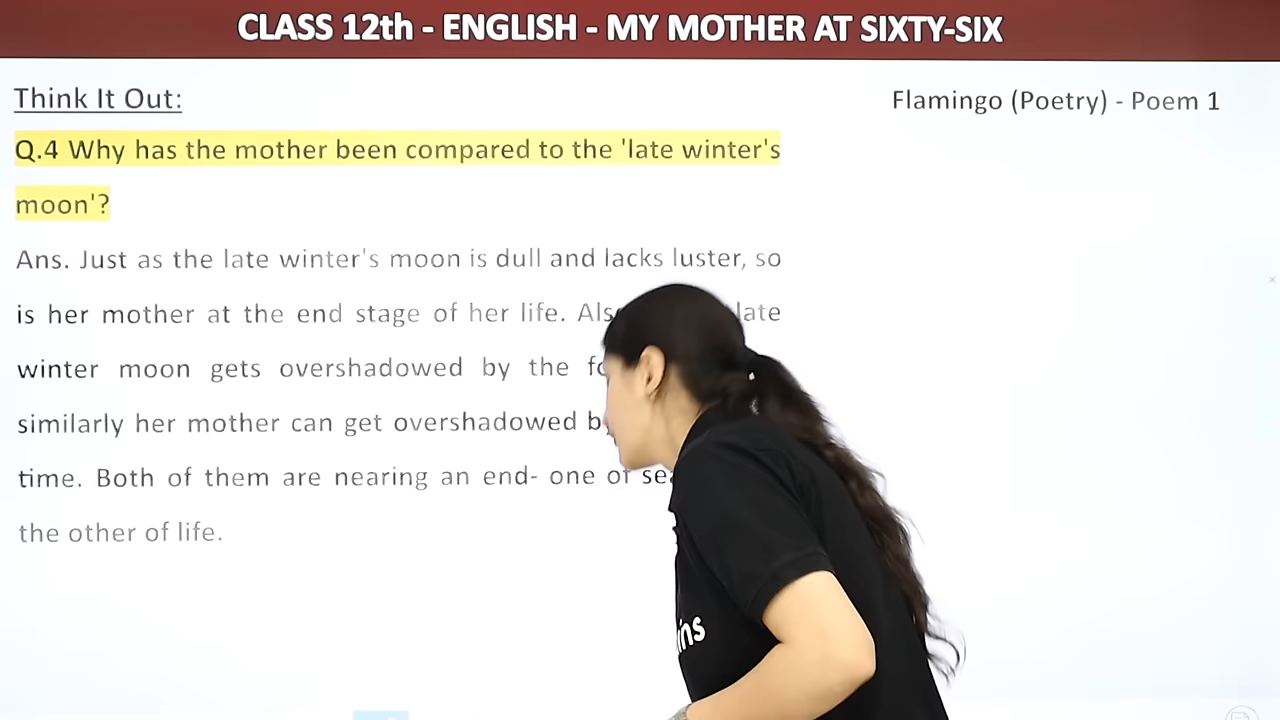 CLASS 12th - ENGLISH - MY MOTHER AT SIXTY-SIX
Think It Out:
Flamingo (Poetry) - Poem 1
Q.4 Why has the mother been compared to the 'late winter's
moon'?
Ans. Just as the late winter's moon is dull and lacks luster, so
is her mother at the end stage of her life. late
winter moon gets overshadowed by the
similarly her mother can get overshadowed
time. Both of them are nearing an end- one of
the other of life.